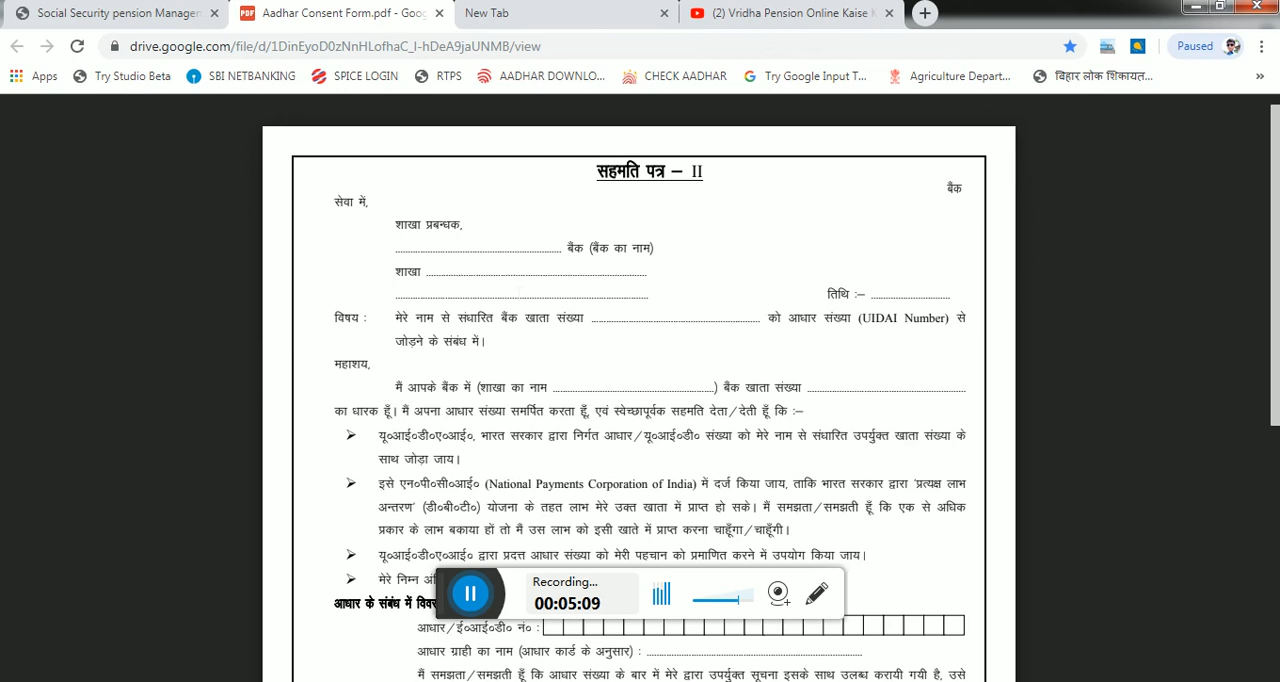 Social Security pension Managen
Aadhar Consent Form.pdf - Goog
New Tab
(2) Vridha Pension Online Kaise K
drive.google.com/file/d/1DinEyoD0zNnHLofhaC_l-hDeA9jaUNMB/view
Paused
Apps
Try Studio Beta
SBI NETBANKING
SPICE LOGIN
RTPS
AADHAR DOWNLO...
CHECK AADHAR
Try Google Input T...
Agriculture Depart...
विहार लोक शिकायत...
सहमति पत्र – II
बैंक
सेवा में,
शाखा प्रबन्धक,
........................ बैंक (बैंक का नाम)
शाखा ........................
........................ तिथि :– ............
विषय : मेरे नाम से संधारित बैंक खाता संख्या ........................ को आधार संख्या (UIDAI Number) से
जोड़ने के संबंध में।
महाशय,
मैं आपके बैंक में (शाखा का नाम ........................) बैंक खाता संख्या ........................
का धारक हूँ। मैं अपना आधार संख्या समर्पित करता हूँ, एवं स्वेच्छापूर्वक सहमति देता/देती हूँ कि :–
➤ यू०आई०डी०ए०आई०, भारत सरकार द्वारा निर्गत आधार/यू०आई०डी० संख्या को मेरे नाम से संधारित उपर्युक्त खाता संख्या के
साथ जोड़ा जाय।
➤ इसे एन०पी०सी०आई० (National Payments Corporation of India) में दर्ज किया जाय, ताकि भारत सरकार द्वारा 'प्रत्यक्ष लाभ
अन्तरण' (डी०बी०टी०) योजना के तहत लाभ मेरे उक्त खाता में प्राप्त हो सके। मैं समझता/समझती हूँ कि एक से अधिक
प्रकार के लाभ बकाया हों तो मैं उस लाभ को इसी खाते में प्राप्त करना चाहूँगा/चाहूँगी।
➤ यू०आई०डी०ए०आई० द्वारा प्रदत्त आधार संख्या को मेरी पहचान को प्रमाणित करने में उपयोग किया जाय।
➤ मेरे निम्न
Recording...
00:05:09
आधार के संबंध में
आधार/ई०आई०डी० नं० :
आधार ग्राही का नाम (आधार कार्ड के अनुसार) : ........................
मैं समझता/समझती हूँ कि आधार संख्या के बार में मेरे द्वारा उपर्युक्त सूचना इसके साथ उलब्ध करायी गयी है, उसे